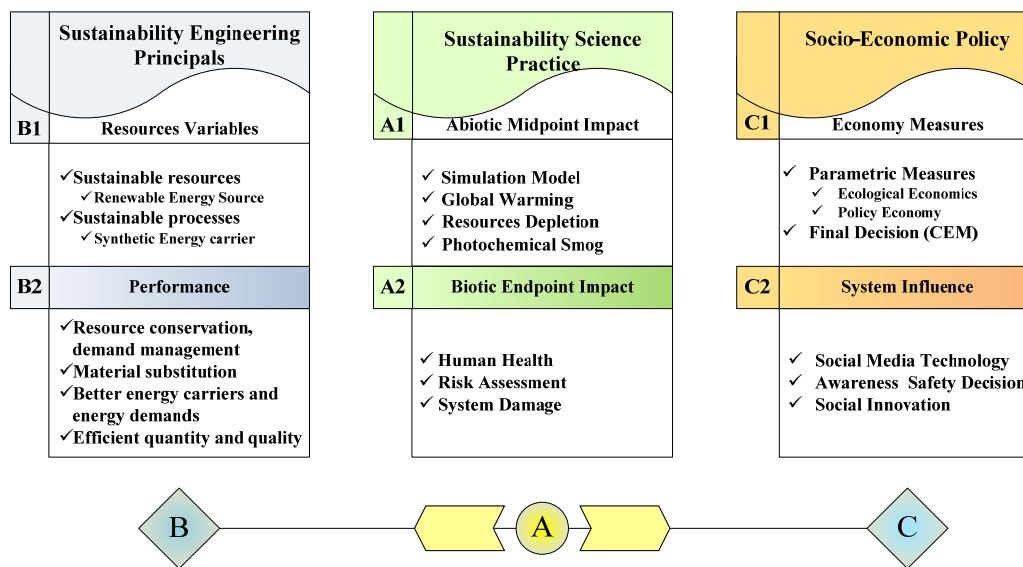 Sustainability Engineering
Principals
B1
Resources Variables
✓Sustainable resources
✓Renewable Energy Source
✓Sustainable processes
✓Synthetic Energy carrier
B2
Performance
✓Resource conservation,
demand management
✓Material substitution
✓Better energy carriers and
energy demands
✓Efficient quantity and quality
Sustainability Science
Practice
A1
Abiotic Midpoint Impact
✓ Simulation Model
✓ Global Warming
✓ Resources Depletion
✓ Photochemical Smog
A2
Biotic Endpoint Impact
✓ Human Health
✓ Risk Assessment
✓ System Damage
Socio-Economic Policy
C1
Economy Measures
✓ Parametric Measures
✓ Ecological Economics
✓ Policy Economy
✓ Final Decision (CEM)
C2
System Influence
✓ Social Media Technology
✓ Awareness Safety Decision
✓ Social Innovation
B
A
C